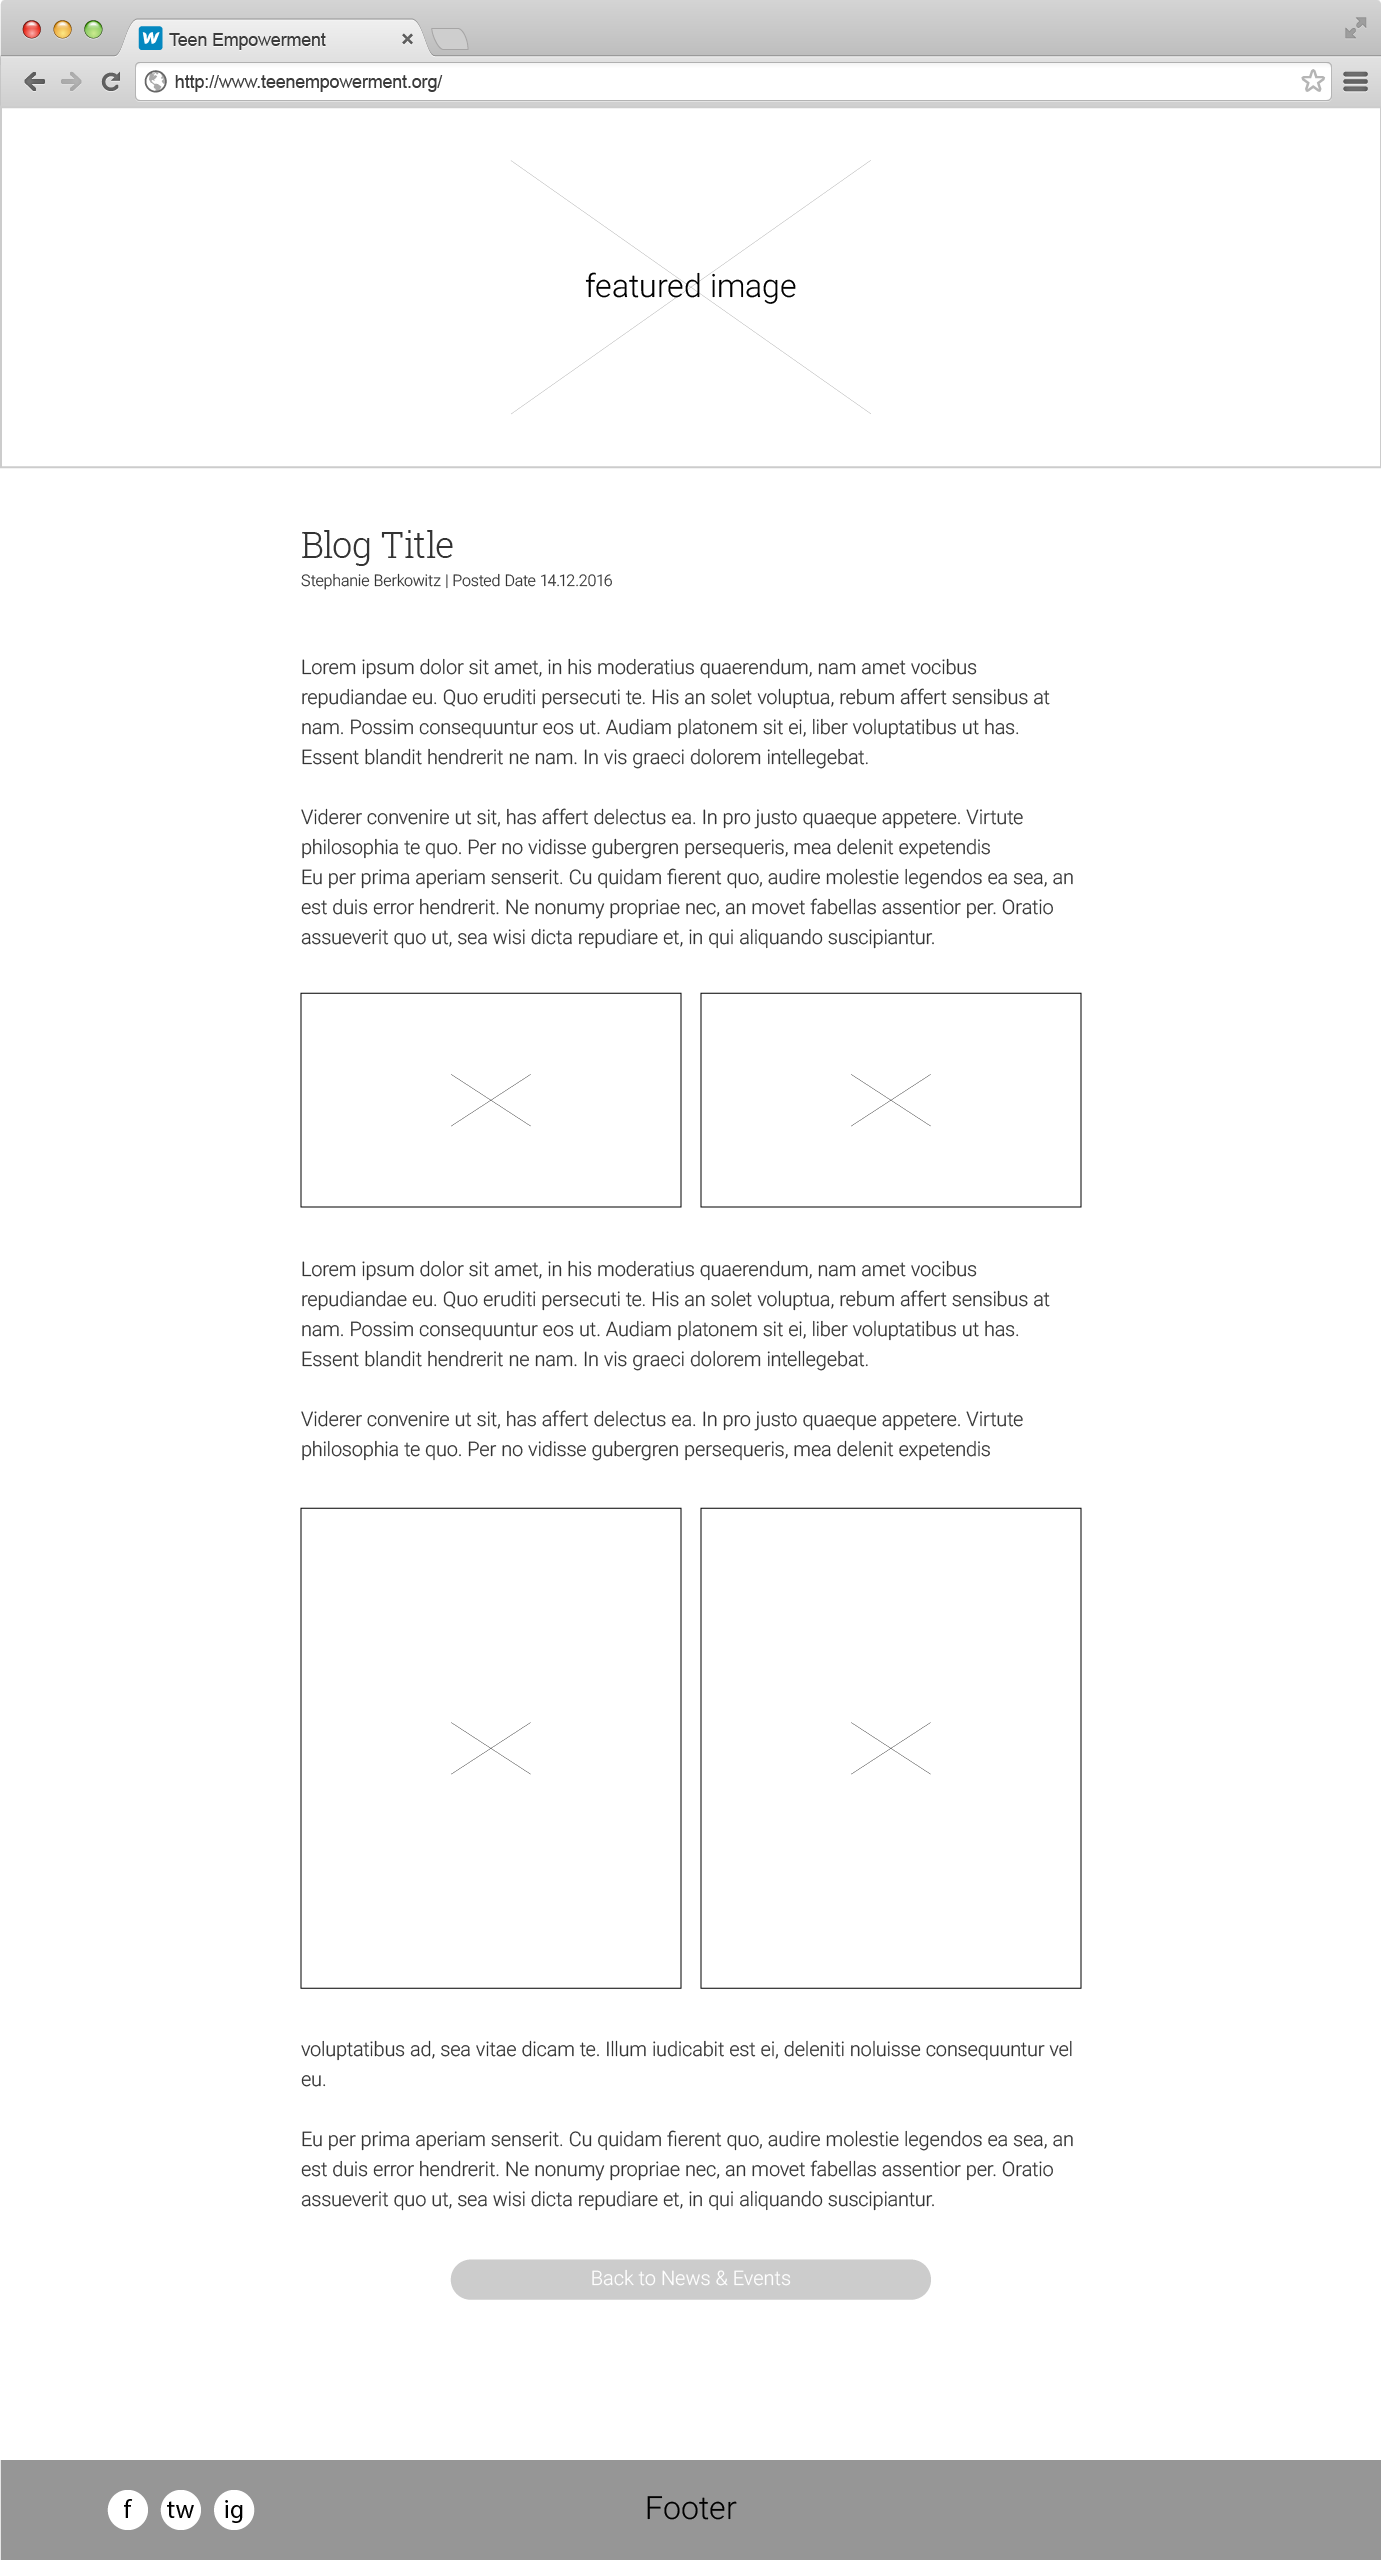 Teen Empowerment
http://www.teenempowerment.org/
featured image
Blog Title
Stephanie Berkowitz | Posted Date 14.12.2016
Lorem ipsum dolor sit amet, in his moderatius quaerendum, nam amet vocibus
repudiandae eu. Quo eruditi persecuti te. His an solet voluptua, rebum affert sensibus at
nam. Possim consequuntur eos ut. Audiam platonem sit ei, liber voluptatibus ut has.
Essent blandit hendrerit ne nam. In vis graeci dolorem intellegebat.
Viderer convenire ut sit, has affert delectus ea. In pro justo quaeque appetere. Virtute
philosophia te quo. Per no vidisse gubergren persequeris, mea delenit expetendis
Eu per prima aperiam senserit. Cu quidam fierent quo, audire molestie legendos ea sea, an
est duis error hendrerit. Ne nonumy propriae nec, an movet fabellas assentior per. Oratio
assueverit quo ut, sea wisi dicta repudiare et, in qui aliquando suscipiantur.
Lorem ipsum dolor sit amet, in his moderatius quaerendum, nam amet vocibus
repudiandae eu. Quo eruditi persecuti te. His an solet voluptua, rebum affert sensibus at
nam. Possim consequuntur eos ut. Audiam platonem sit ei, liber voluptatibus ut has.
Essent blandit hendrerit ne nam. In vis graeci dolorem intellegebat.
Viderer convenire ut sit, has affert delectus ea. In pro justo quaeque appetere. Virtute
philosophia te quo. Per no vidisse gubergren persequeris, mea delenit expetendis
voluptatibus ad, sea vitae dicam te. Illum iudicabit est ei, deleniti noluisse consequuntur vel
eu.
Eu per prima aperiam senserit. Cu quidam fierent quo, audire molestie legendos ea sea, an
est duis error hendrerit. Ne nonumy propriae nec, an movet fabellas assentior per. Oratio
assueverit quo ut, sea wisi dicta repudiare et, in qui aliquando suscipiantur.
Back to News & Events
f tw ig Footer